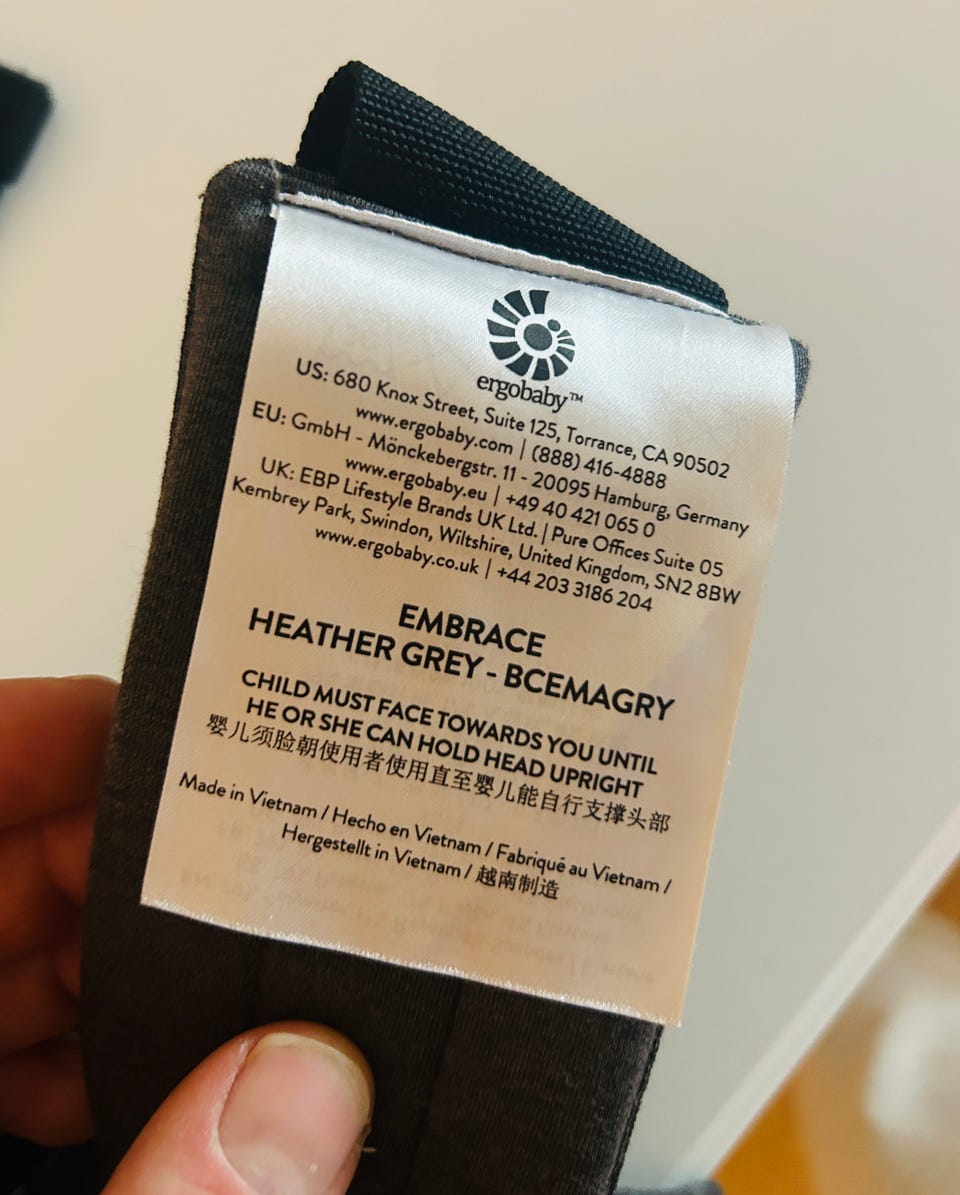 ergobaby™
US: 680 Knox Street, Suite 125, Torrance, CA 90502
www.ergobaby.com | (888) 416-4888
EU: GmbH - Mönckebergstr. 11 - 20095 Hamburg, Germany
www.ergobaby.eu | +49 40 421 065 0
UK: EBP Lifestyle Brands UK Ltd. | Pure Offices Suite 05
Kembrey Park, Swindon, Wiltshire, United Kingdom, SN2 8BW
www.ergobaby.co.uk | +44 203 3186 204
EMBRACE
HEATHER GREY - BCEMAGRY
CHILD MUST FACE TOWARDS YOU UNTIL
HE OR SHE CAN HOLD HEAD UPRIGHT
婴儿须脸朝使用者使用直至婴儿能自行支撑头部
Made in Vietnam / Hecho en Vietnam / Fabriqué au Vietnam /
Hergestellt in Vietnam / 越南制造